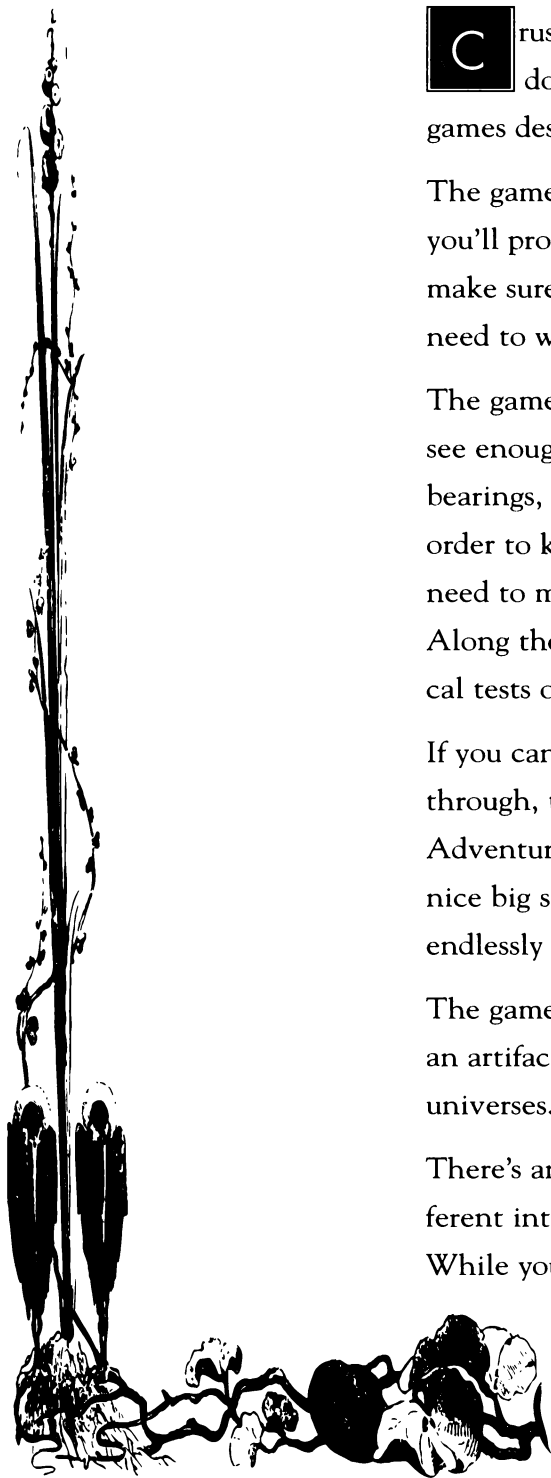 Crus
do
games des
The game
you'll pro
make sure
need to w
The game
see enoug
bearings,
order to k
need to m
Along the
cal tests o
If you can
through, t
Adventur
nice big s
endlessly
The game
an artifac
universes.
There's an
ferent int
While you